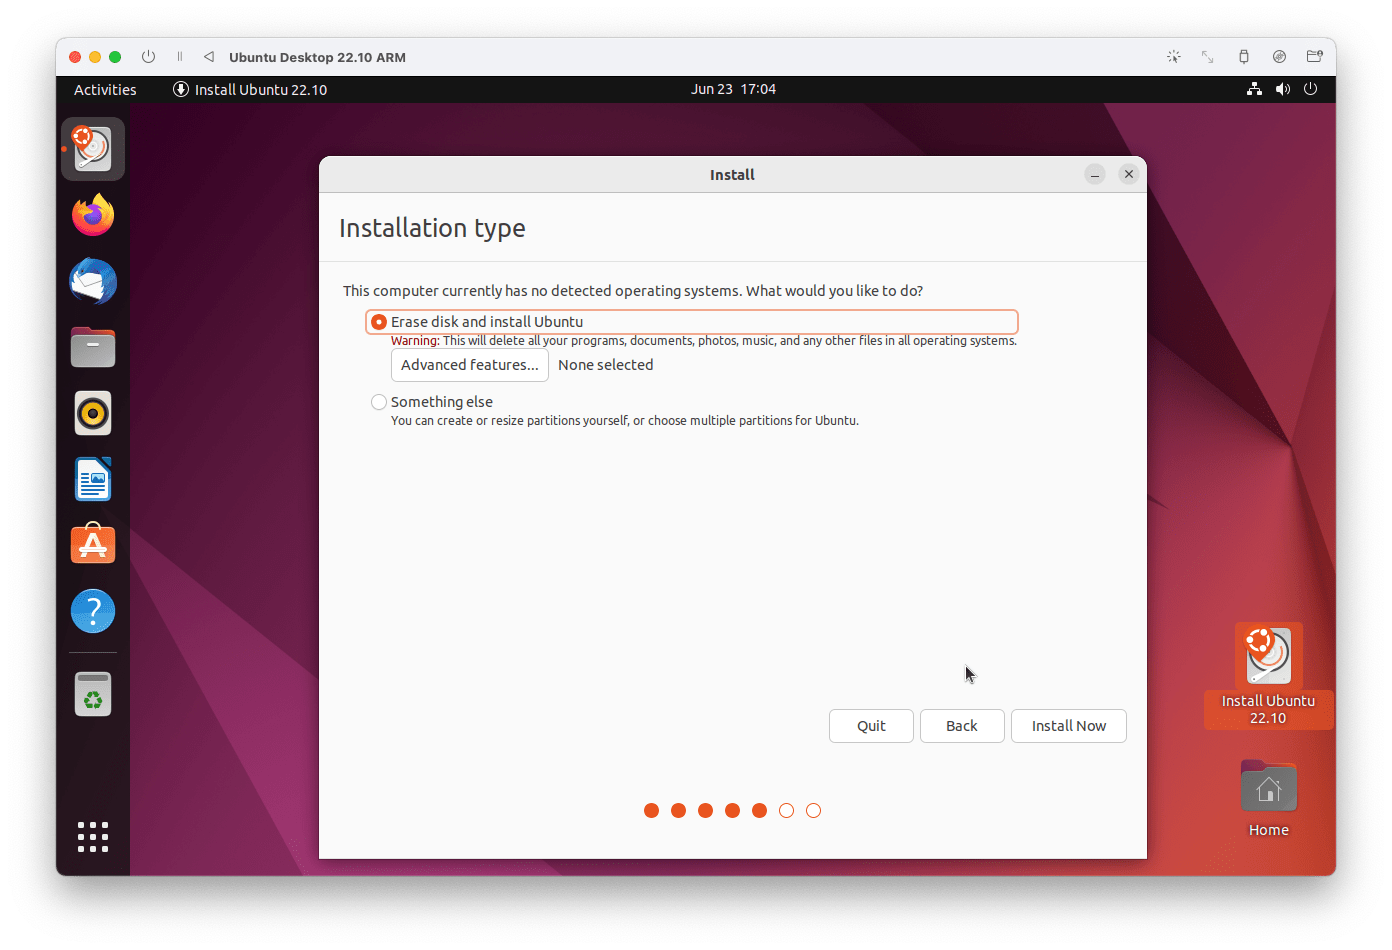 Ubuntu Desktop 22.10 ARM
Activities
Install Ubuntu 22.10
Jun 23 17:04
Install
Installation type
This computer currently has no detected operating systems. What would you like to do?
Erase disk and install Ubuntu
Warning: This will delete all your programs, documents, photos, music, and any other files in all operating systems.
Advanced features...
None selected
Something else
You can create or resize partitions yourself, or choose multiple partitions for Ubuntu.
Quit
Back
Install Now
Install Ubuntu
22.10
Home